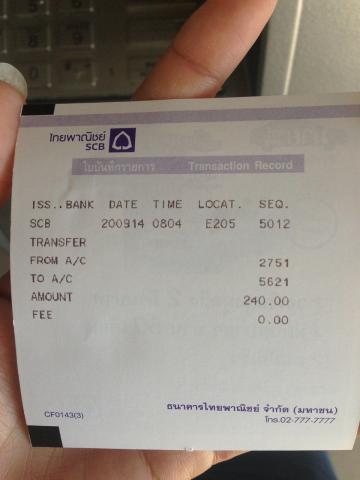 ไทยพาณิชย์
SCB
ใบบันทึกรายการ Transaction Record
ISS..BANK DATE TIME LOCAT. SEQ.
SCB 200914 0804 E205 5012
TRANSFER
FROM A/C 2751
TO A/C 5621
AMOUNT 240.00
FEE 0.00
ธนาคารไทยพาณิชย์ จำกัด (มหาชน)
CF0143(3) โทร.02-777-7777